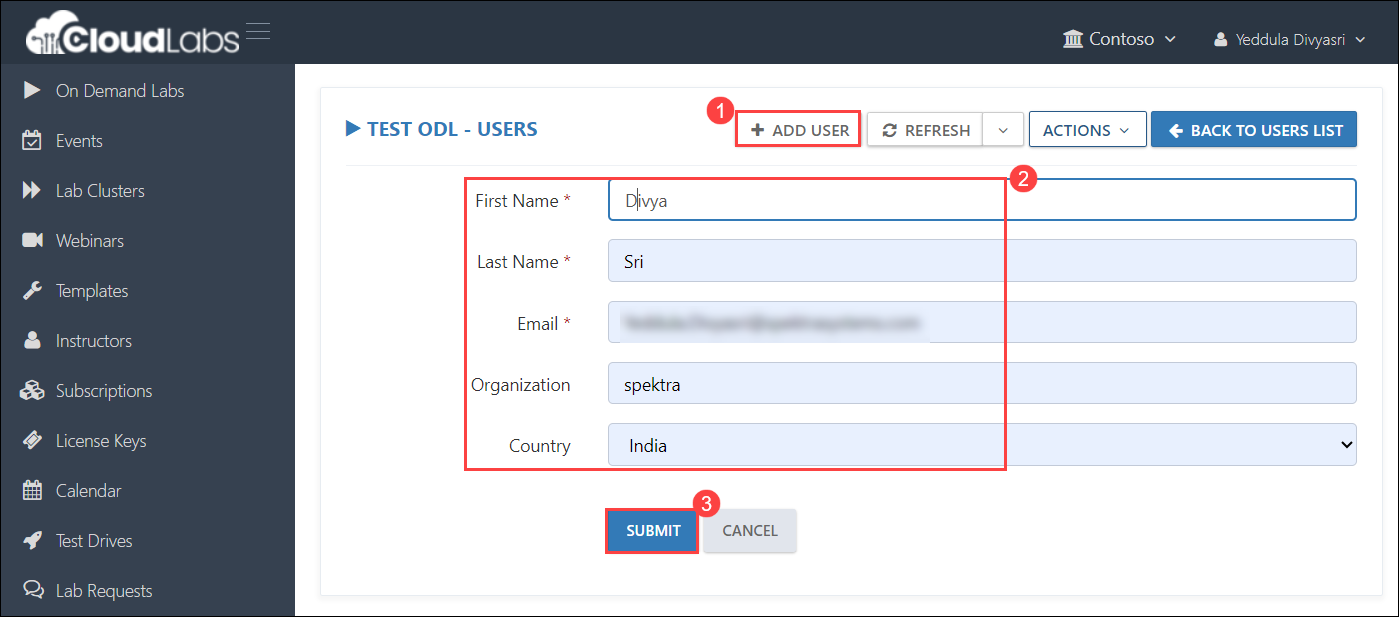 CloudLabs
Contoso
Yeddula Divyasri
On Demand Labs
Events
Lab Clusters
Webinars
Templates
Instructors
Subscriptions
License Keys
Calendar
Test Drives
Lab Requests
TEST ODL - USERS
1
ADD USER
REFRESH
ACTIONS
BACK TO USERS LIST
2
First Name * Divya
Last Name * Sri
Email *
Organization spektra
Country India
3
SUBMIT
CANCEL